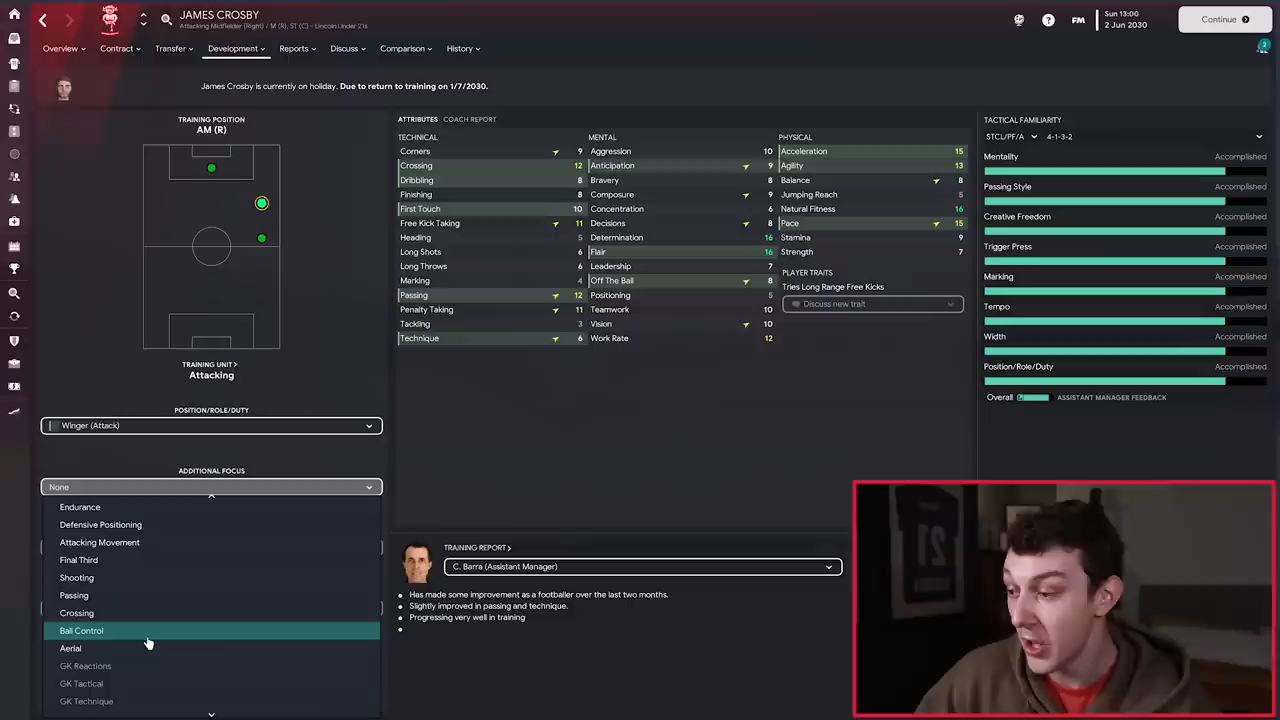 JAMES CROSBY
Attacking Midfielder (Right) / M (R), ST (C) - Lincoln Under 21s
FM
Sun 13:00
2 Jun 2030
Continue
Overview
Contract
Transfer
Development
Reports
Discuss
Comparison
History
2
James Crosby is currently on holiday. Due to return to training on 1/7/2030.
TRAINING POSITION
AM (R)
TRAINING UNIT>
Attacking
POSITION/ROLE/DUTY
Winger (Attack)
ADDITIONAL FOCUS
None
Endurance
Defensive Positioning
Attacking Movement
Final Third
Shooting
Passing
Crossing
Ball Control
Aerial
GK Reactions
GK Tactical
GK Technique
ATTRIBUTES COACH REPORT
TECHNICAL
Corners 9
Crossing 12
Dribbling 8
Finishing 8
First Touch 10
Free Kick Taking 11
Heading 5
Long Shots 6
Long Throws 6
Marking 4
Passing 12
Penalty Taking 11
Tackling 3
Technique 6
MENTAL
Aggression 10
Anticipation 9
Bravery 8
Composure 9
Concentration 6
Decisions 8
Determination 16
Flair 16
Leadership 7
Off The Ball 8
Positioning 5
Teamwork 10
Vision 10
Work Rate 12
PHYSICAL
Acceleration 15
Agility 13
Balance 8
Jumping Reach 5
Natural Fitness 16
Pace 15
Stamina 9
Strength 7
PLAYER TRAITS
Tries Long Range Free Kicks
Discuss new trait
TRAINING REPORT>
C. Barra (Assistant Manager)
Has made some improvement as a footballer over the last two months.
Slightly improved in passing and technique.
Progressing very well in training
TACTICAL FAMILIARITY
STCL/PF/A 4-1-3-2
Mentality Accomplished
Passing Style Accomplished
Creative Freedom Accomplished
Trigger Press Accomplished
Marking Accomplished
Tempo Accomplished
Width Accomplished
Position/Role/Duty Accomplished
Overall ASSISTANT MANAGER FEEDBACK
21